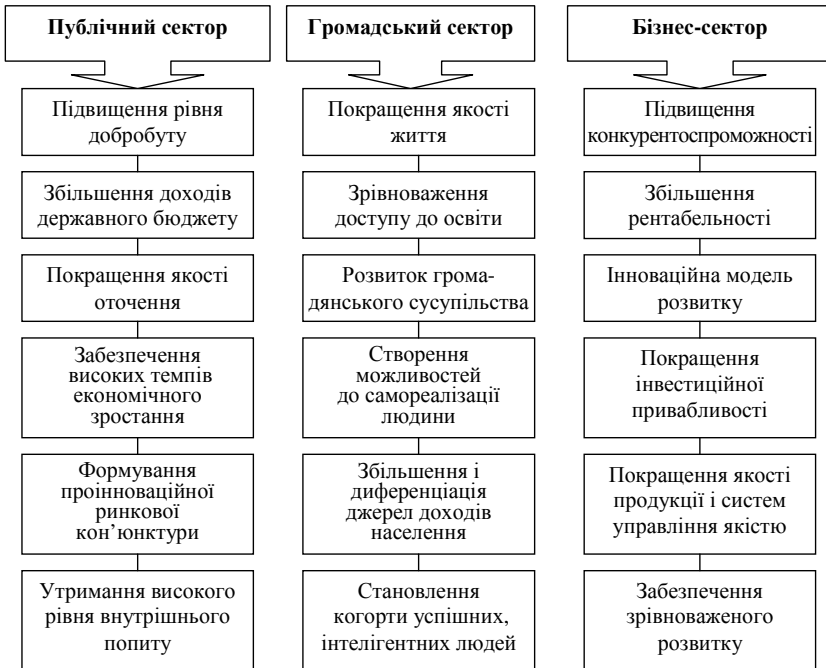 Публічний сектор
Підвищення рівня
добробуту
Збільшення доходів
державного бюджету
Покращення якості
оточення
Забезпечення
високих темпів
економічного
зростання
Формування
проінноваційної
ринкової
кон’юнктури
Утримання високого
рівня внутрішнього
попиту
Громадський сектор
Покращення якості
життя
Зрівноваження
доступу до освіти
Розвиток грома-
дянського сусупільства
Створення
можливостей
до самореалізації
людини
Збільшення і
диференціація
джерел доходів
населення
Становлення
когорти успішних,
інтелігентних людей
Бізнес-сектор
Підвищення
конкурентоспроможності
Збільшення
рентабельності
Інноваційна модель
розвитку
Покращення
інвестиційної
привабливості
Покращення якості
продукції і систем
управління якістю
Забезпечення
зрівноваженого
розвитку